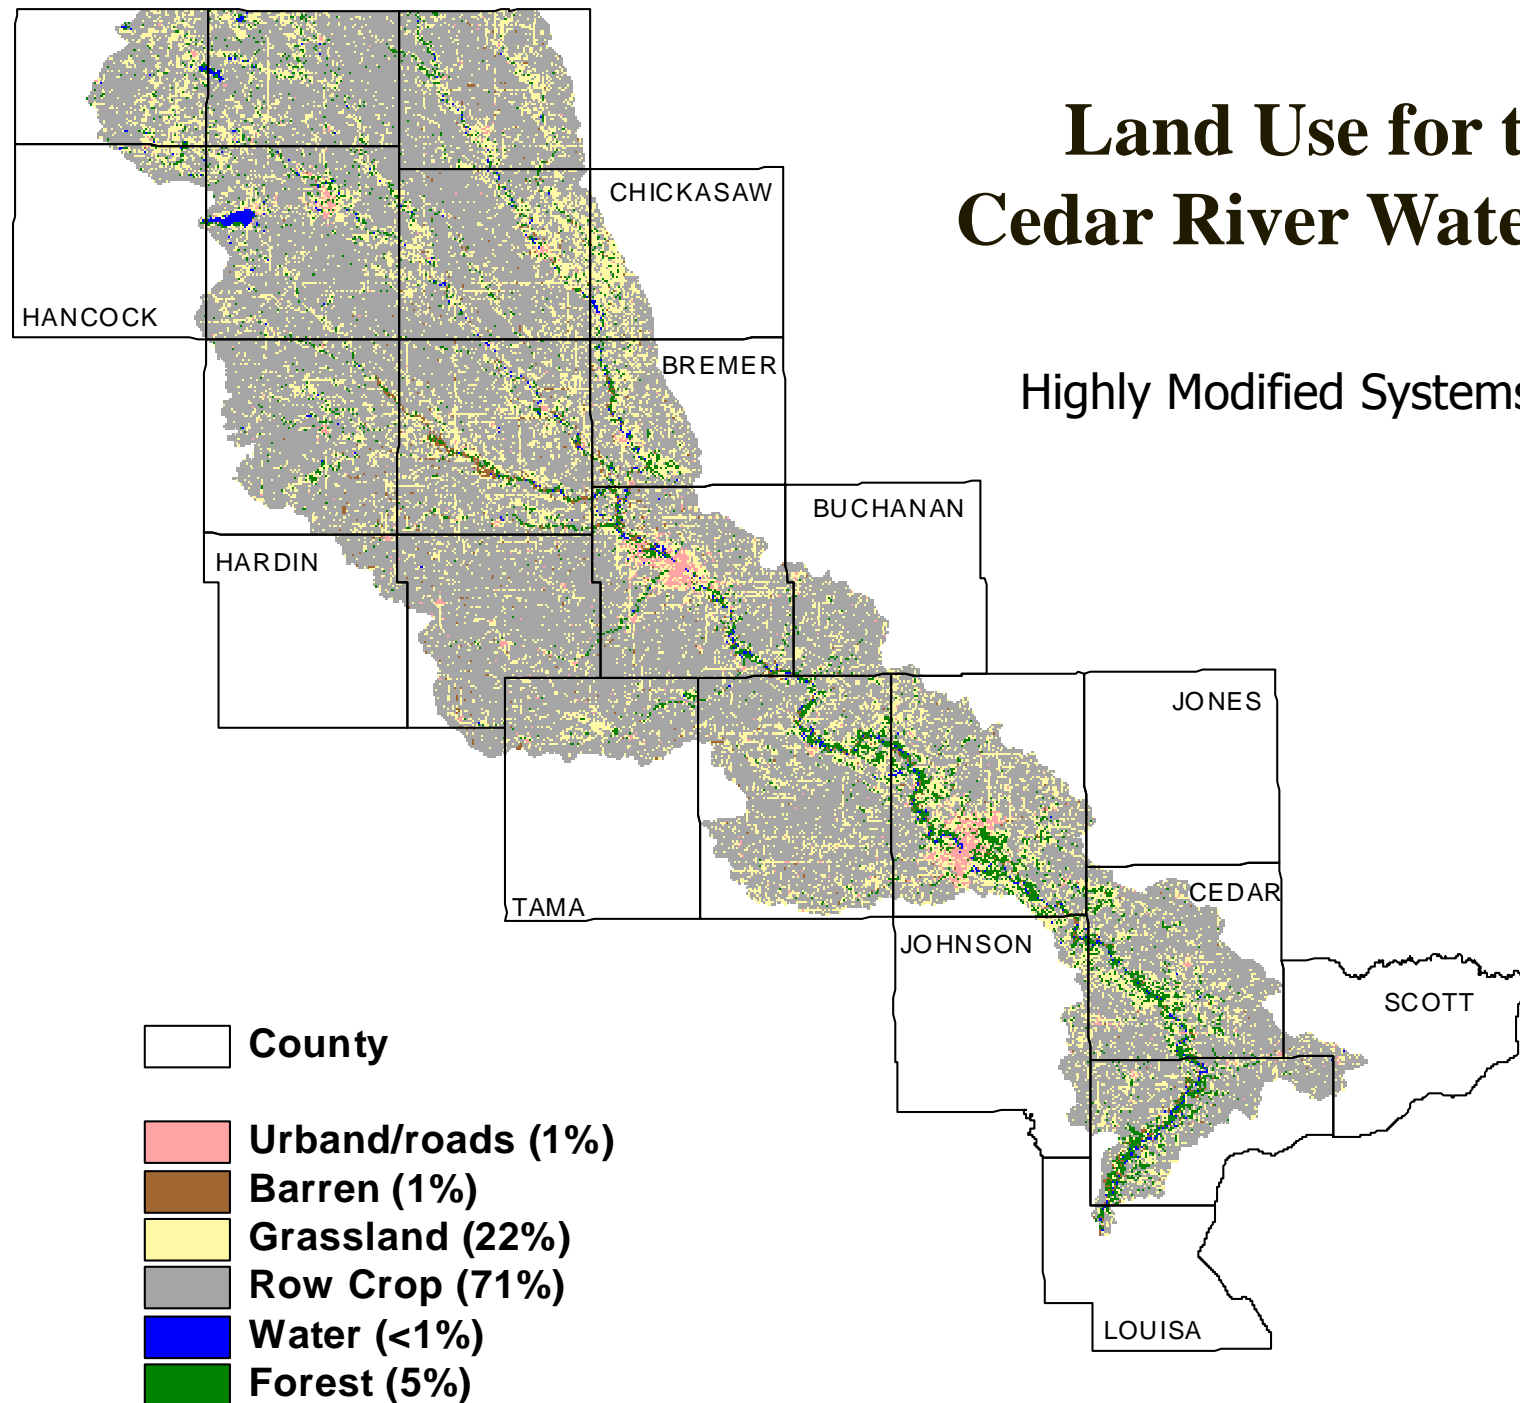 Land Use for t
Cedar River Wate
Highly Modified Systems
CHICKASAW
HANCOCK
BREMER
BUCHANAN
HARDIN
JONES
CEDAR
TAMA
JOHNSON
SCOTT
LOUISA
County
Urband/roads (1%)
Barren (1%)
Grassland (22%)
Row Crop (71%)
Water (<1%)
Forest (5%)